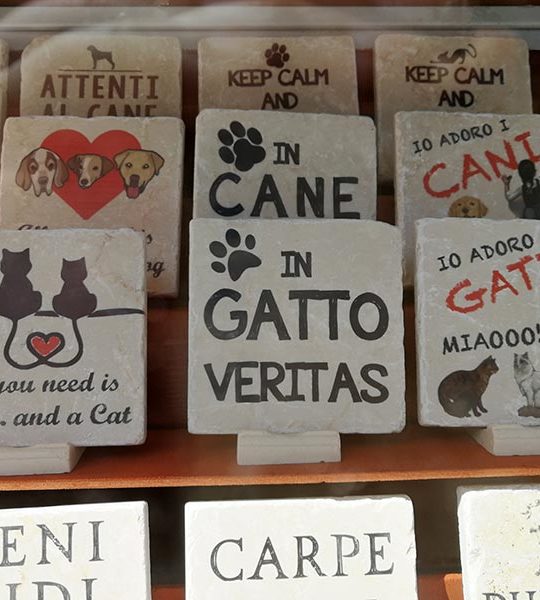 ATTENTI
AL CANE
KEEP CALM
AND
KEEP CALM
AND
IN
CANE
IO ADORO I
CANI
IN
GATTO
VERITAS
you need is
... and a Cat
IO ADORO
GAT
MIAOOO!
ENI
IDI
CARPE